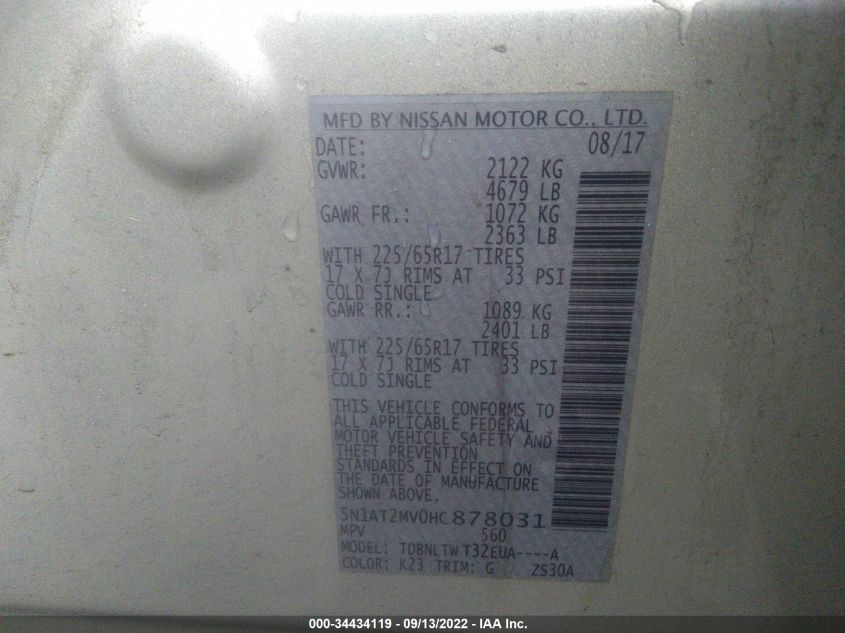 MFD BY NISSAN MOTOR CO., LTD.
DATE: 08/17
GVWR: 2122 KG
4679 LB
GAWR FR.: 1072 KG
2363 LB
WITH 225/65R17 TIRES
17 X 7J RIMS AT 33 PSI
COLD SINGLE
GAWR RR.: 1089 KG
2401 LB
WITH 225/65R17 TIRES
17 X 7J RIMS AT 33 PSI
COLD SINGLE
THIS VEHICLE CONFORMS TO
ALL APPLICABLE FEDERAL
MOTOR VEHICLE SAFETY AND
THEFT PREVENTION
STANDARDS IN EFFECT ON
THE DATE OF MANUFACTURE
SHOWN ABOVE.
5N1AT2MV0HC878031
MPV 560
MODEL: TDBNLTW T32EUA----A
COLOR: K23 TRIM: G ZS30A
000-34434119 - 09/13/2022 - IAA Inc.